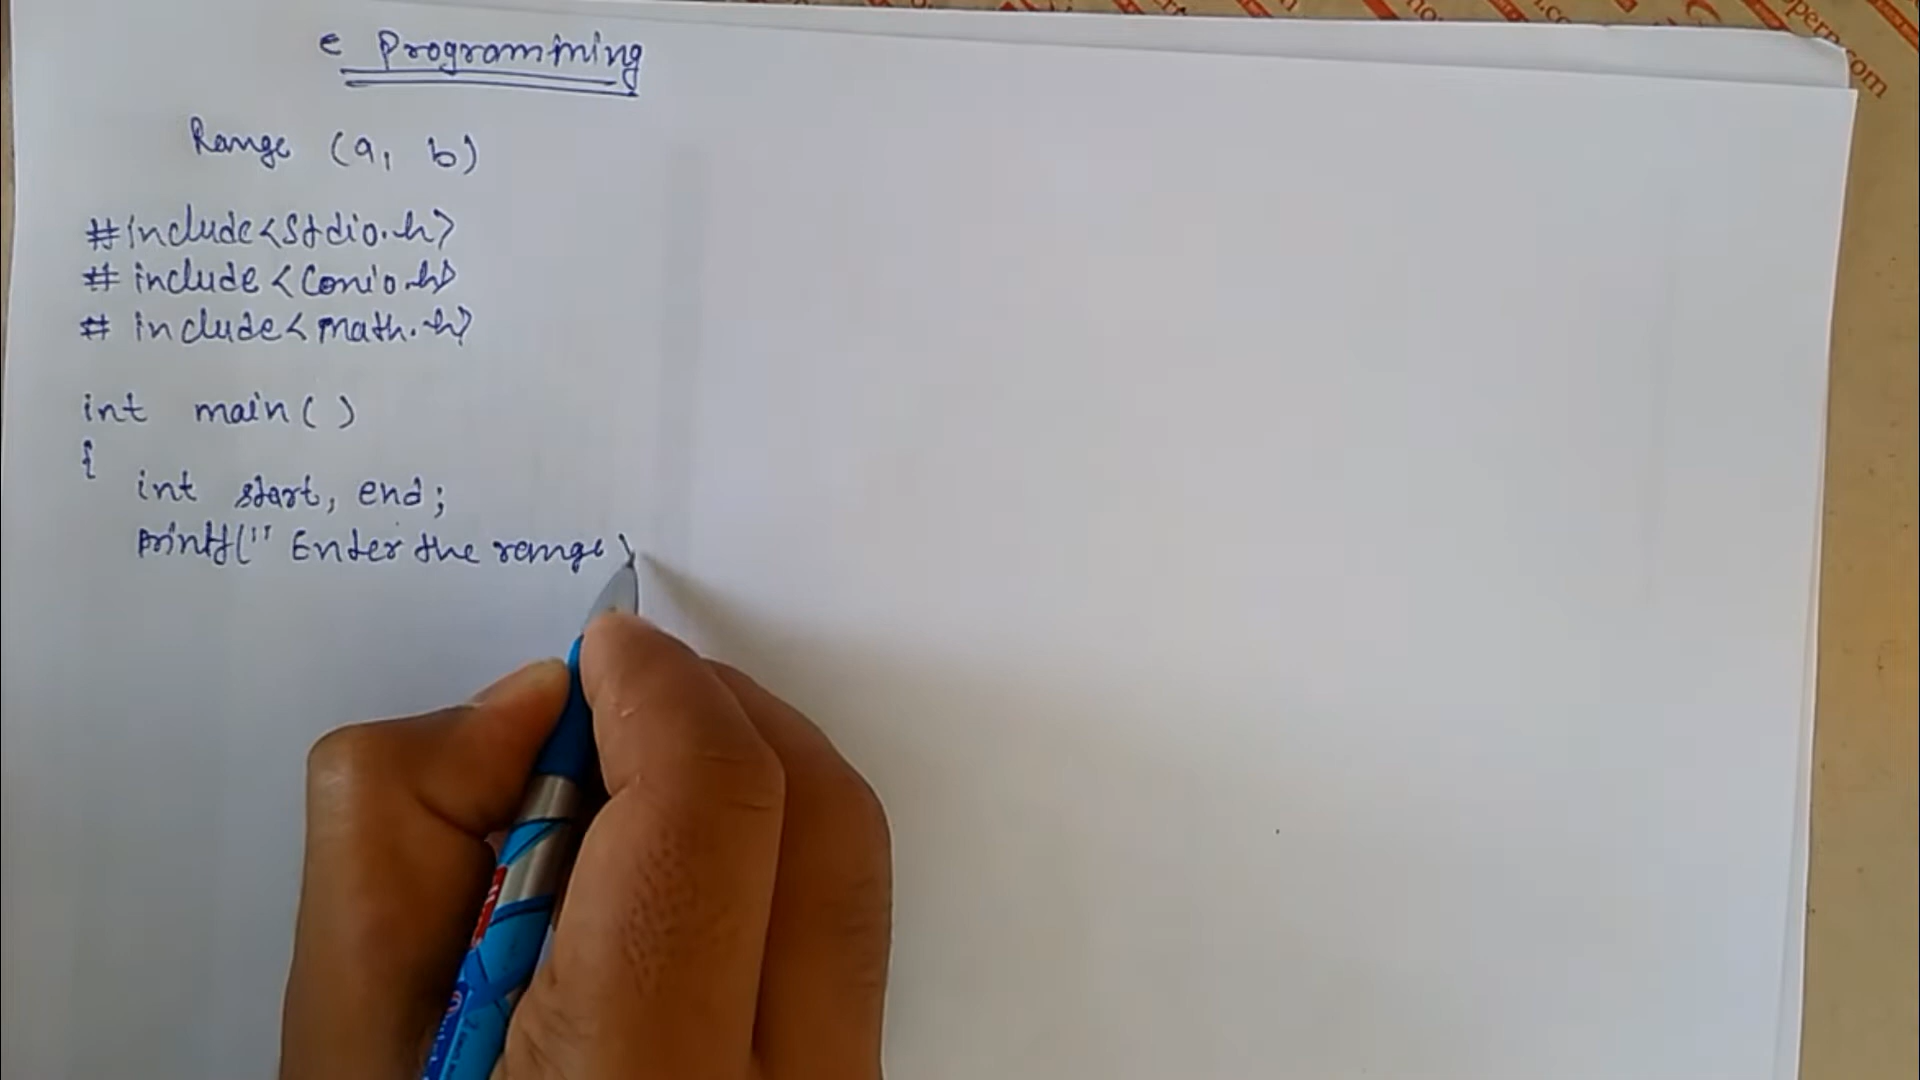 c Programming
Range (a, b)
#include<stdio.h>
# include<conio.h>
# include<math.h>
int main( )
{
int start, end;
printf(" Enter the range \